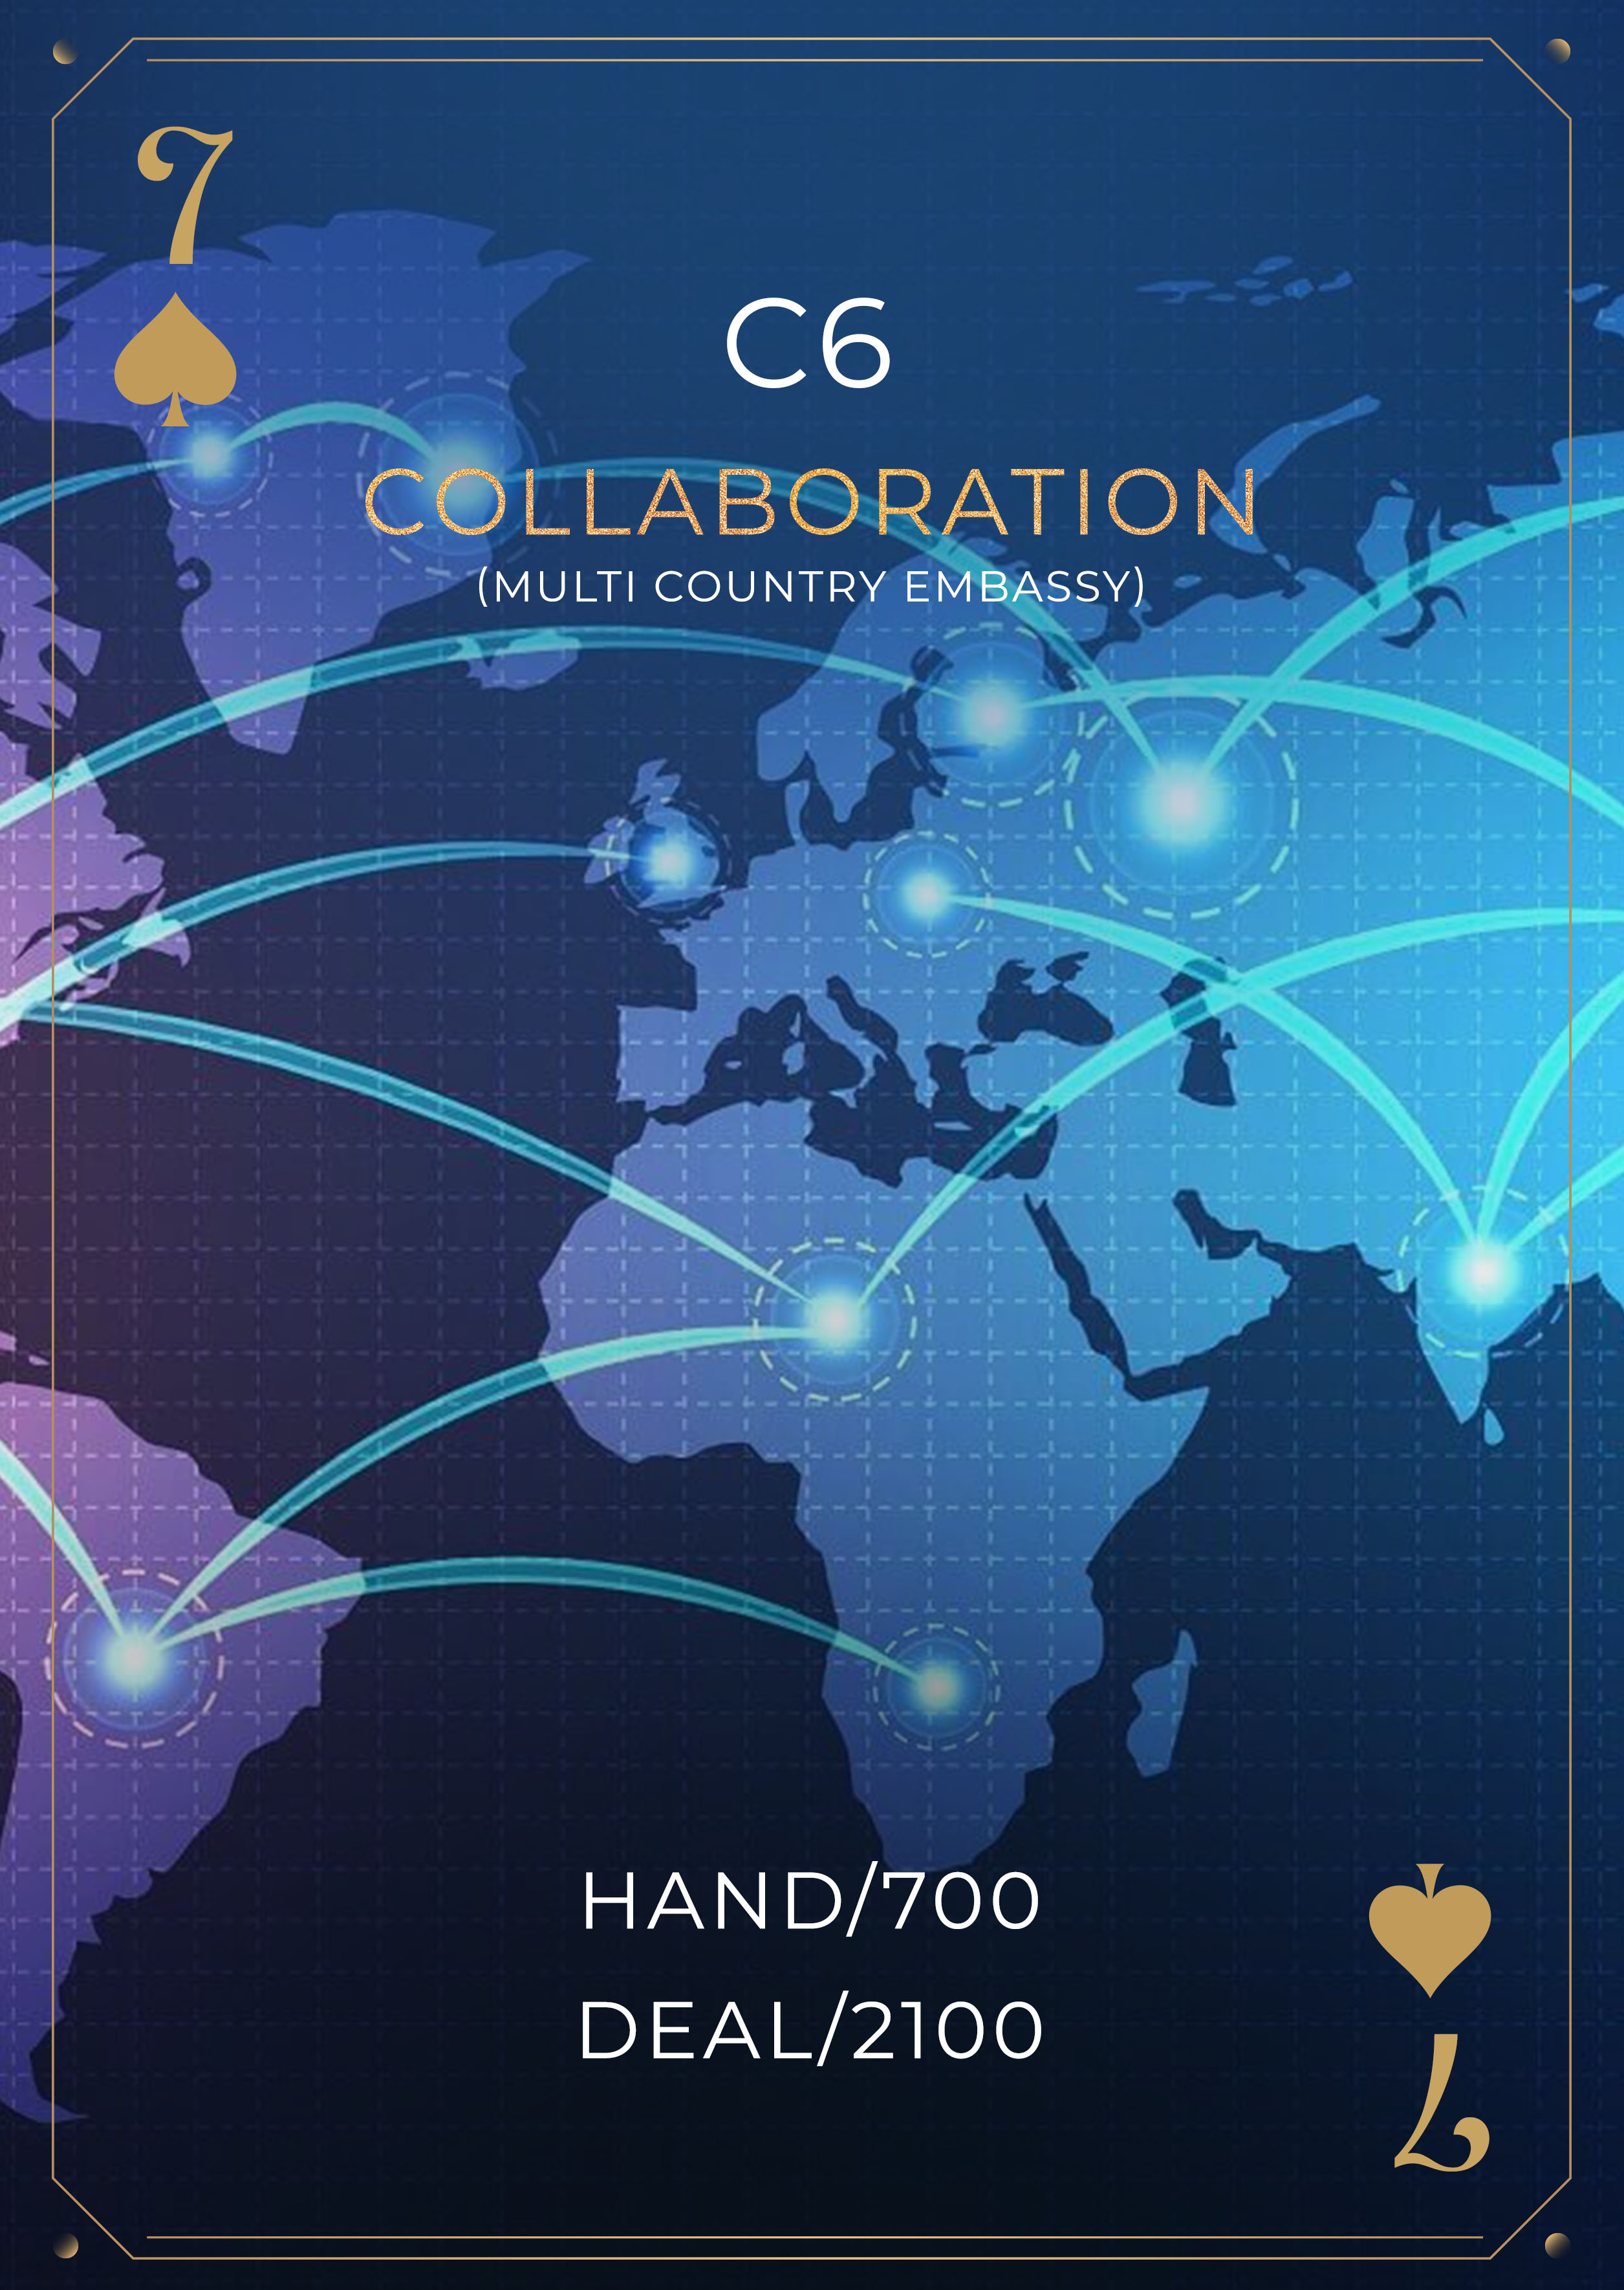 7
C6
COLLABORATION
(MULTI COUNTRY EMBASSY)
HAND/700
DEAL/2100
7